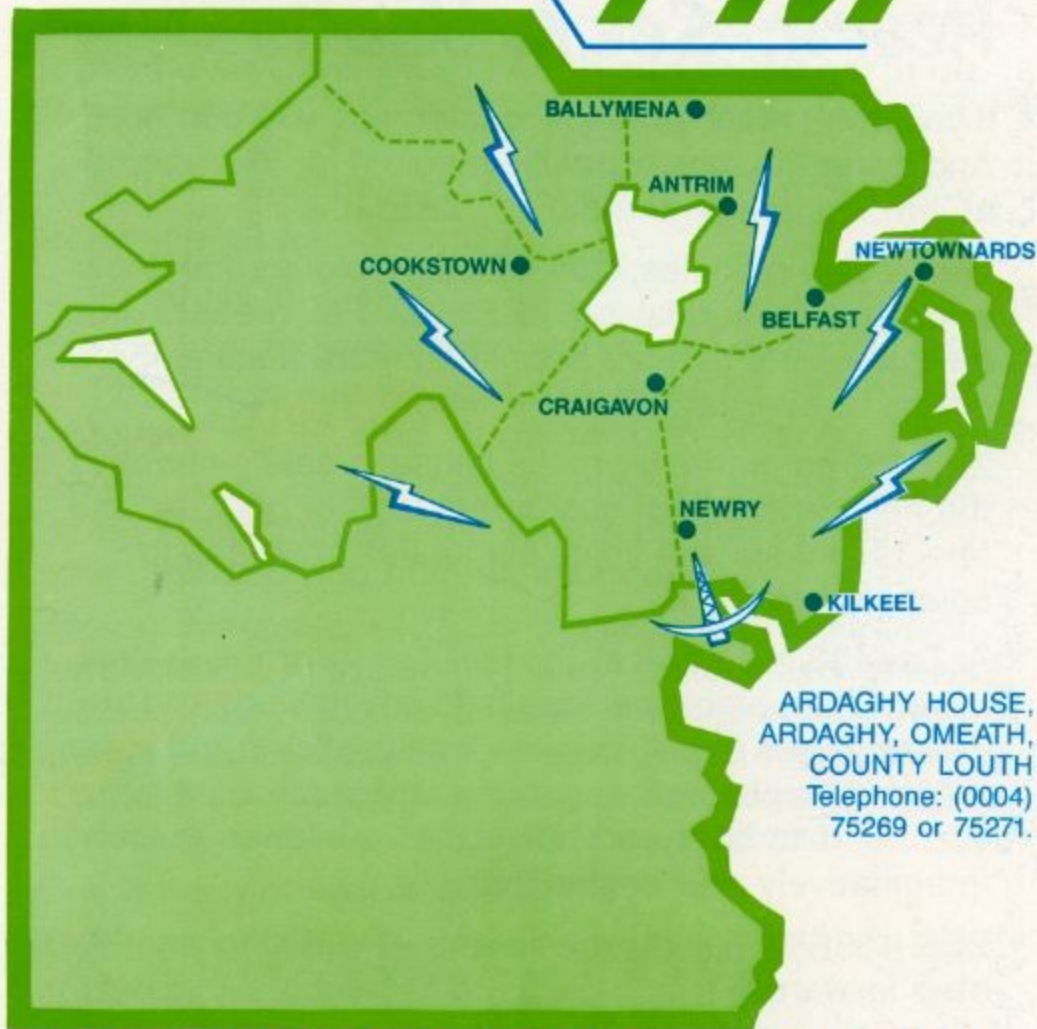 FM
BALLYMENA
ANTRIM
COOKSTOWN
NEWTOWNARDS
BELFAST
CRAIGAVON
NEWRY
KILKEEL
ARDAGHY HOUSE,
ARDAGHY, OMEATH,
COUNTY LOUTH
Telephone: (0004)
75269 or 75271.